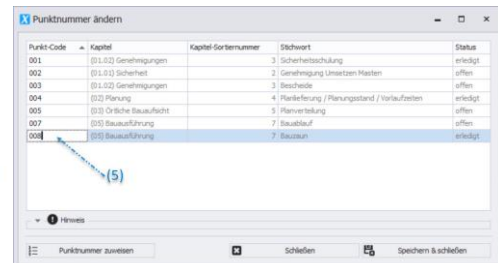 Punktnummer ändern
Punkt-Code Kapitel Kapitel-Sortiernummer Stichwort Status
001 (01.02) Genehmigungen 3 Sicherheitsschulung erledigt
002 (01.01) Sicherheit 2 Genehmigung Umsetzen Masten offen
003 (01.02) Genehmigungen 3 Bescheide offen
004 (02) Planung 4 Planlieferung / Planungsstand / Vorlaufzeiten erledigt
005 (03) Örtliche Bauaufsicht 5 Planverteilung offen
007 (05) Bauausführung 7 Bauablauf offen
008 (05) Bauausführung 7 Bauzaun erledigt
(5)
Hinweis
Punktnummer zuweisen Schließen Speichern & schließen